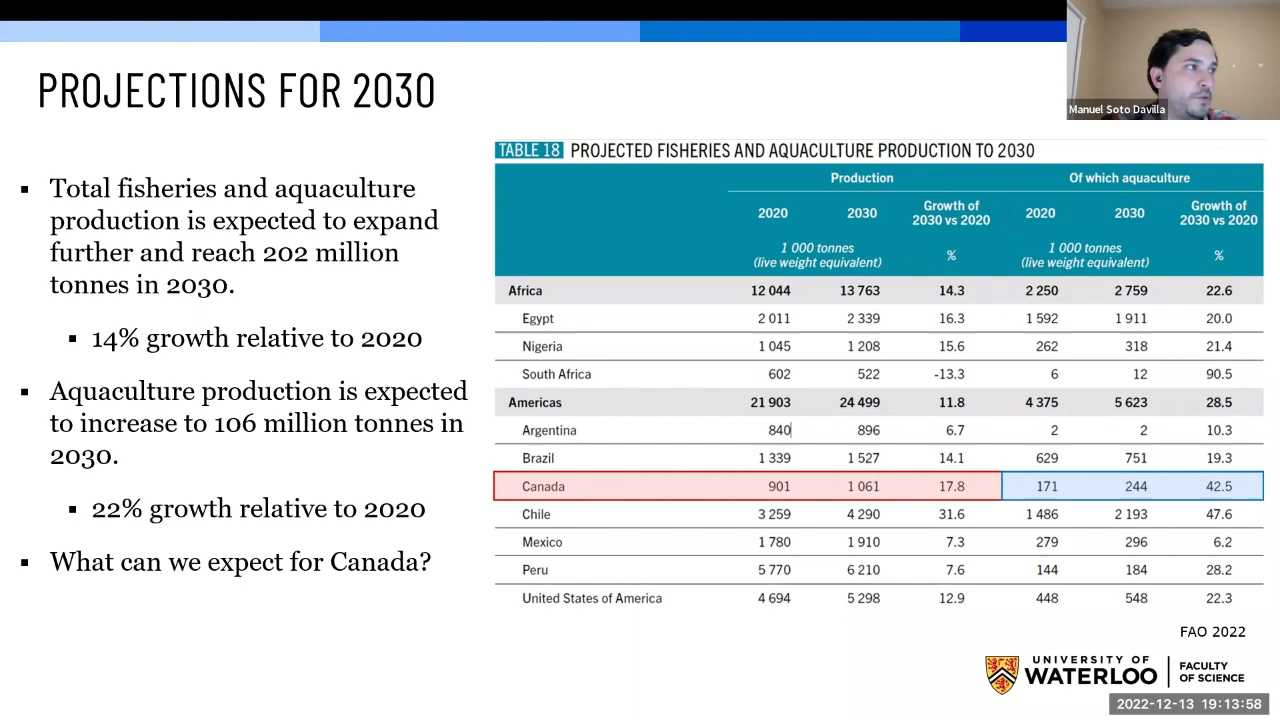 Manuel Soto Davilla
PROJECTIONS FOR 2030
▪ Total fisheries and aquaculture
production is expected to expand
further and reach 202 million
tonnes in 2030.
▪ 14% growth relative to 2020
▪ Aquaculture production is expected
to increase to 106 million tonnes in
2030.
▪ 22% growth relative to 2020
▪ What can we expect for Canada?
TABLE 18 PROJECTED FISHERIES AND AQUACULTURE PRODUCTION TO 2030
Production Of which aquaculture
2020 2030 Growth of 2030 vs 2020 2020 2030 Growth of 2030 vs 2020
1 000 tonnes (live weight equivalent) % 1 000 tonnes (live weight equivalent) %
Africa 12 044 13 763 14.3 2 250 2 759 22.6
Egypt 2 011 2 339 16.3 1 592 1 911 20.0
Nigeria 1 045 1 208 15.6 262 318 21.4
South Africa 602 522 -13.3 6 12 90.5
Americas 21 903 24 499 11.8 4 375 5 623 28.5
Argentina 840 896 6.7 2 2 10.3
Brazil 1 339 1 527 14.1 629 751 19.3
Canada 901 1 061 17.8 171 244 42.5
Chile 3 259 4 290 31.6 1 486 2 193 47.6
Mexico 1 780 1 910 7.3 279 296 6.2
Peru 5 770 6 210 7.6 144 184 28.2
United States of America 4 694 5 298 12.9 448 548 22.3
FAO 2022
UNIVERSITY OF
WATERLOO
FACULTY
OF SCIENCE
2022-12-13 19:13:58